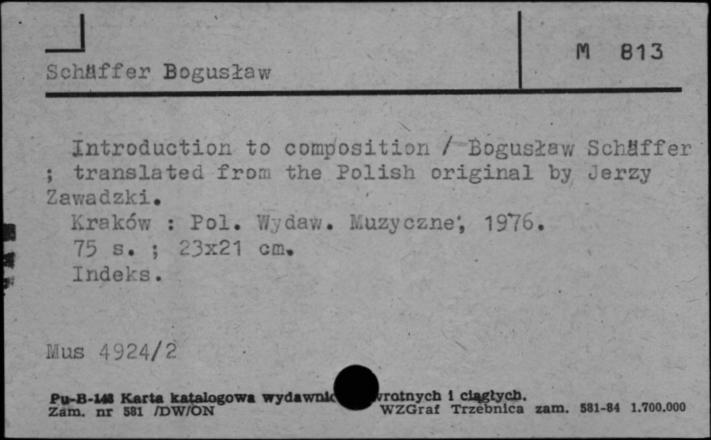 M 813
Schäffer Bogusław
Introduction to composition / Bogusław Schäffer
; translated from the Polish original by Jerzy
Zawadzki.
Kraków : Pol. Wydaw. Muzyczne, 1976.
75 s. ; 23x21 cm.
Indeks.
Mus 4924/2
Pu-B-148 Karta katalogowa
Zam. nr 581 /DW/ON
i ciągłych.
WZGraf Trzebnica zam. 581-84 1.700.000